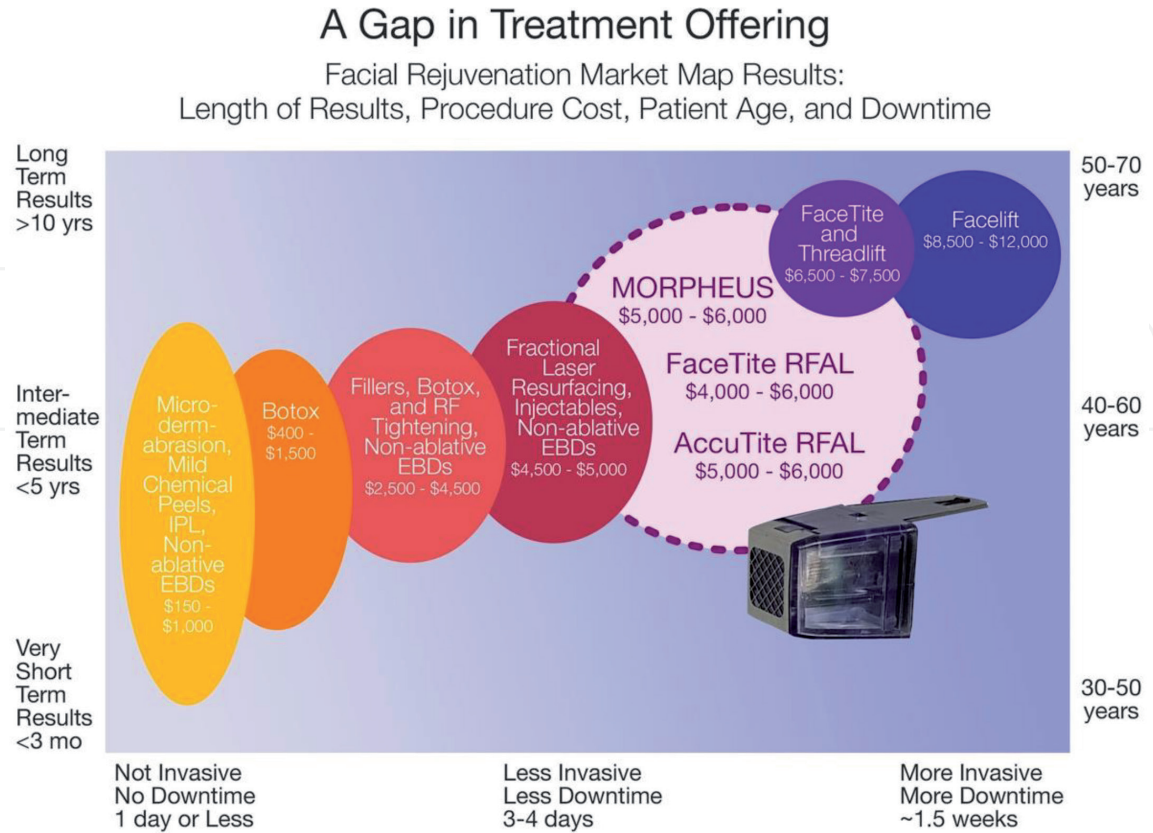 A Gap in Treatment Offering
Facial Rejuvenation Market Map Results:
Length of Results, Procedure Cost, Patient Age, and Downtime
Long
Term
Results
>10 yrs
Inter-
mediate
Term
Results
<5 yrs
Very
Short
Term
Results
<3 mo
Micro-
derm-
abrasion,
Mild
Chemical
Peels,
IPL,
Non-
ablative
EBDs
$150 -
$1,000
Botox
$400 -
$1,500
Fillers, Botox,
and RF
Tightening,
Non-ablative
EBDs
$2,500 - $4,500
Fractional
Laser
Resurfacing,
Injectables,
Non-ablative
EBDs
$4,500 - $5,000
MORPHEUS
$5,000 - $6,000
FaceTite RFAL
$4,000 - $6,000
AccuTite RFAL
$5,000 - $6,000
FaceTite
and
Threadlift
$6,500 - $7,500
Facelift
$8,500 - $12,000
50-70
years
40-60
years
30-50
years
Not Invasive
No Downtime
1 day or Less
Less Invasive
Less Downtime
3-4 days
More Invasive
More Downtime
~1.5 weeks